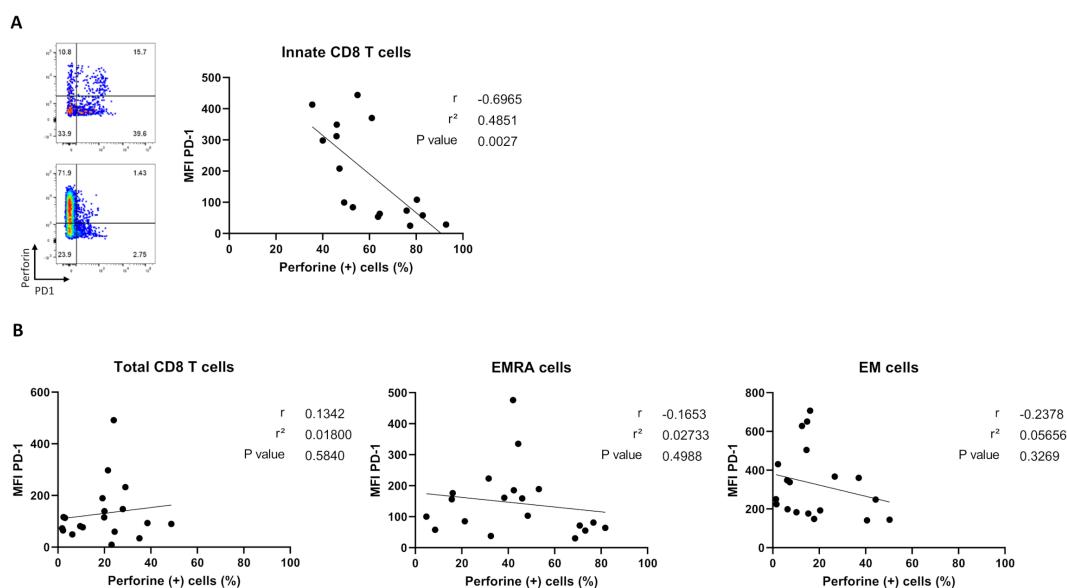 A
10.8 15.7
33.9 39.6
71.9 1.43
23.9 2.75
Perforin
PD1
Innate CD8 T cells
r -0.6965
r² 0.4851
P value 0.0027
MFI PD-1
500
400
300
200
100
0
0 20 40 60 80 100
Perforine (+) cells (%)
B
Total CD8 T cells
r 0.1342
r² 0.01800
P value 0.5840
MFI PD-1
600
400
200
0
0 20 40 60 80 100
Perforine (+) cells (%)
EMRA cells
r -0.1653
r² 0.02733
P value 0.4988
MFI PD-1
500
400
300
200
100
0
0 20 40 60 80 100
Perforine (+) cells (%)
EM cells
r -0.2378
r² 0.05656
P value 0.3269
MFI PD-1
800
600
400
200
0
0 20 40 60 80 100
Perforine (+) cells (%)